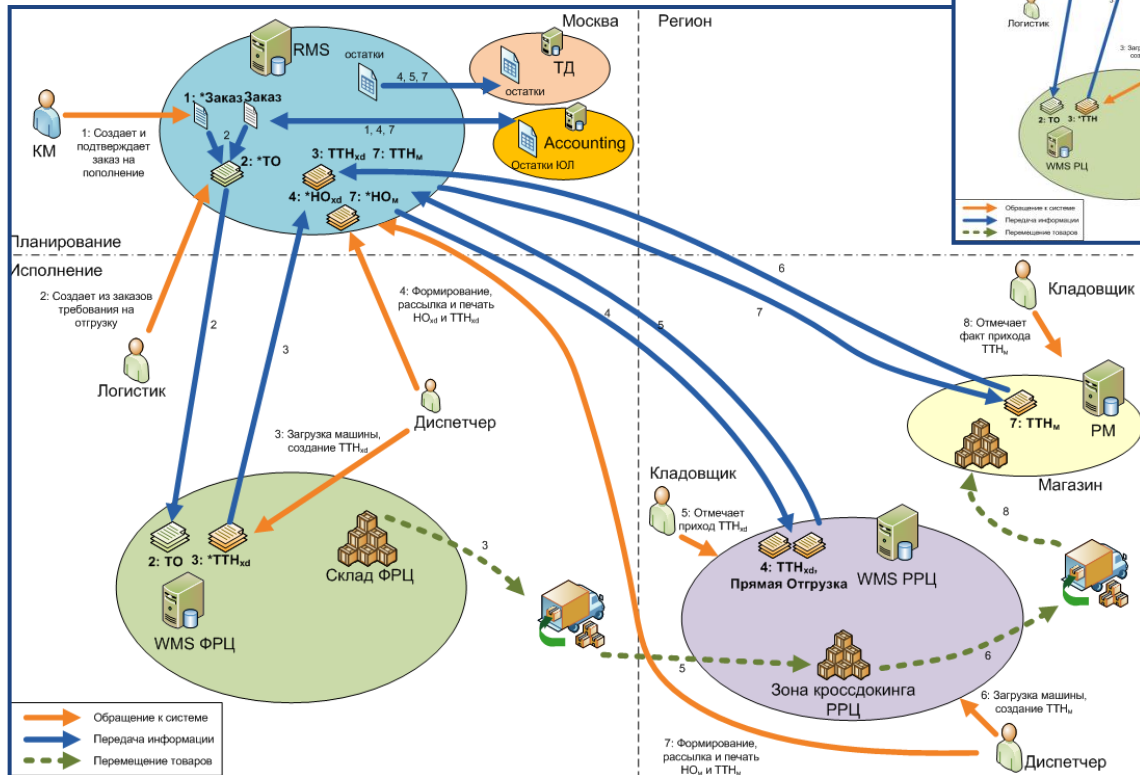 Москва
Регион
RMS
остатки
4, 5, 7
ТД
остатки
1: *Заказ
Заказ
КМ
1: Создает и
подтверждает
заказ на
пополнение
2
1, 4, 7
Accounting
Остатки ЮЛ
2: *ТО
3: ТТНxd
7: ТТНм
4: *НОxd
7: *НОм
Планирование
Исполнение
2: Создает из заказов
требования на
отгрузку
Логистик
2
3
4: Формирование,
рассылка и печать
НОxd и ТТНxd
Диспетчер
3: Загрузка машины,
создание ТТНxd
4
5
6
7
Кладовщик
8: Отмечает
факт прихода
ТТНм
7: ТТНм
РМ
Магазин
2: ТО
3: *ТТНxd
Склад ФРЦ
WMS ФРЦ
3
Кладовщик
5: Отмечает
приход ТТНxd
4: ТТНxd,
Прямая Отгрузка
WMS РРЦ
8
5
Зона кроссдокинга
РРЦ
6
6: Загрузка машины,
создание ТТНм
Диспетчер
7: Формирование,
рассылка и печать
НОм и ТТНм
Обращение к системе
Передача информации
Перемещение товаров
Логистик
2: ТО
3: *ТТН
WMS РЦ
Обращение к системе
Передача информации
Перемещение товаров